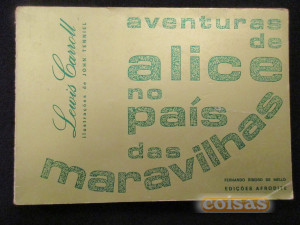 Lewis Carroll
ilustrações de JOHN TENNIEL
aventuras
de
alice
no
país
das
maravilhas
FERNANDO RIBEIRO DE MELLO
EDIÇÕES AFRODITE
coisas